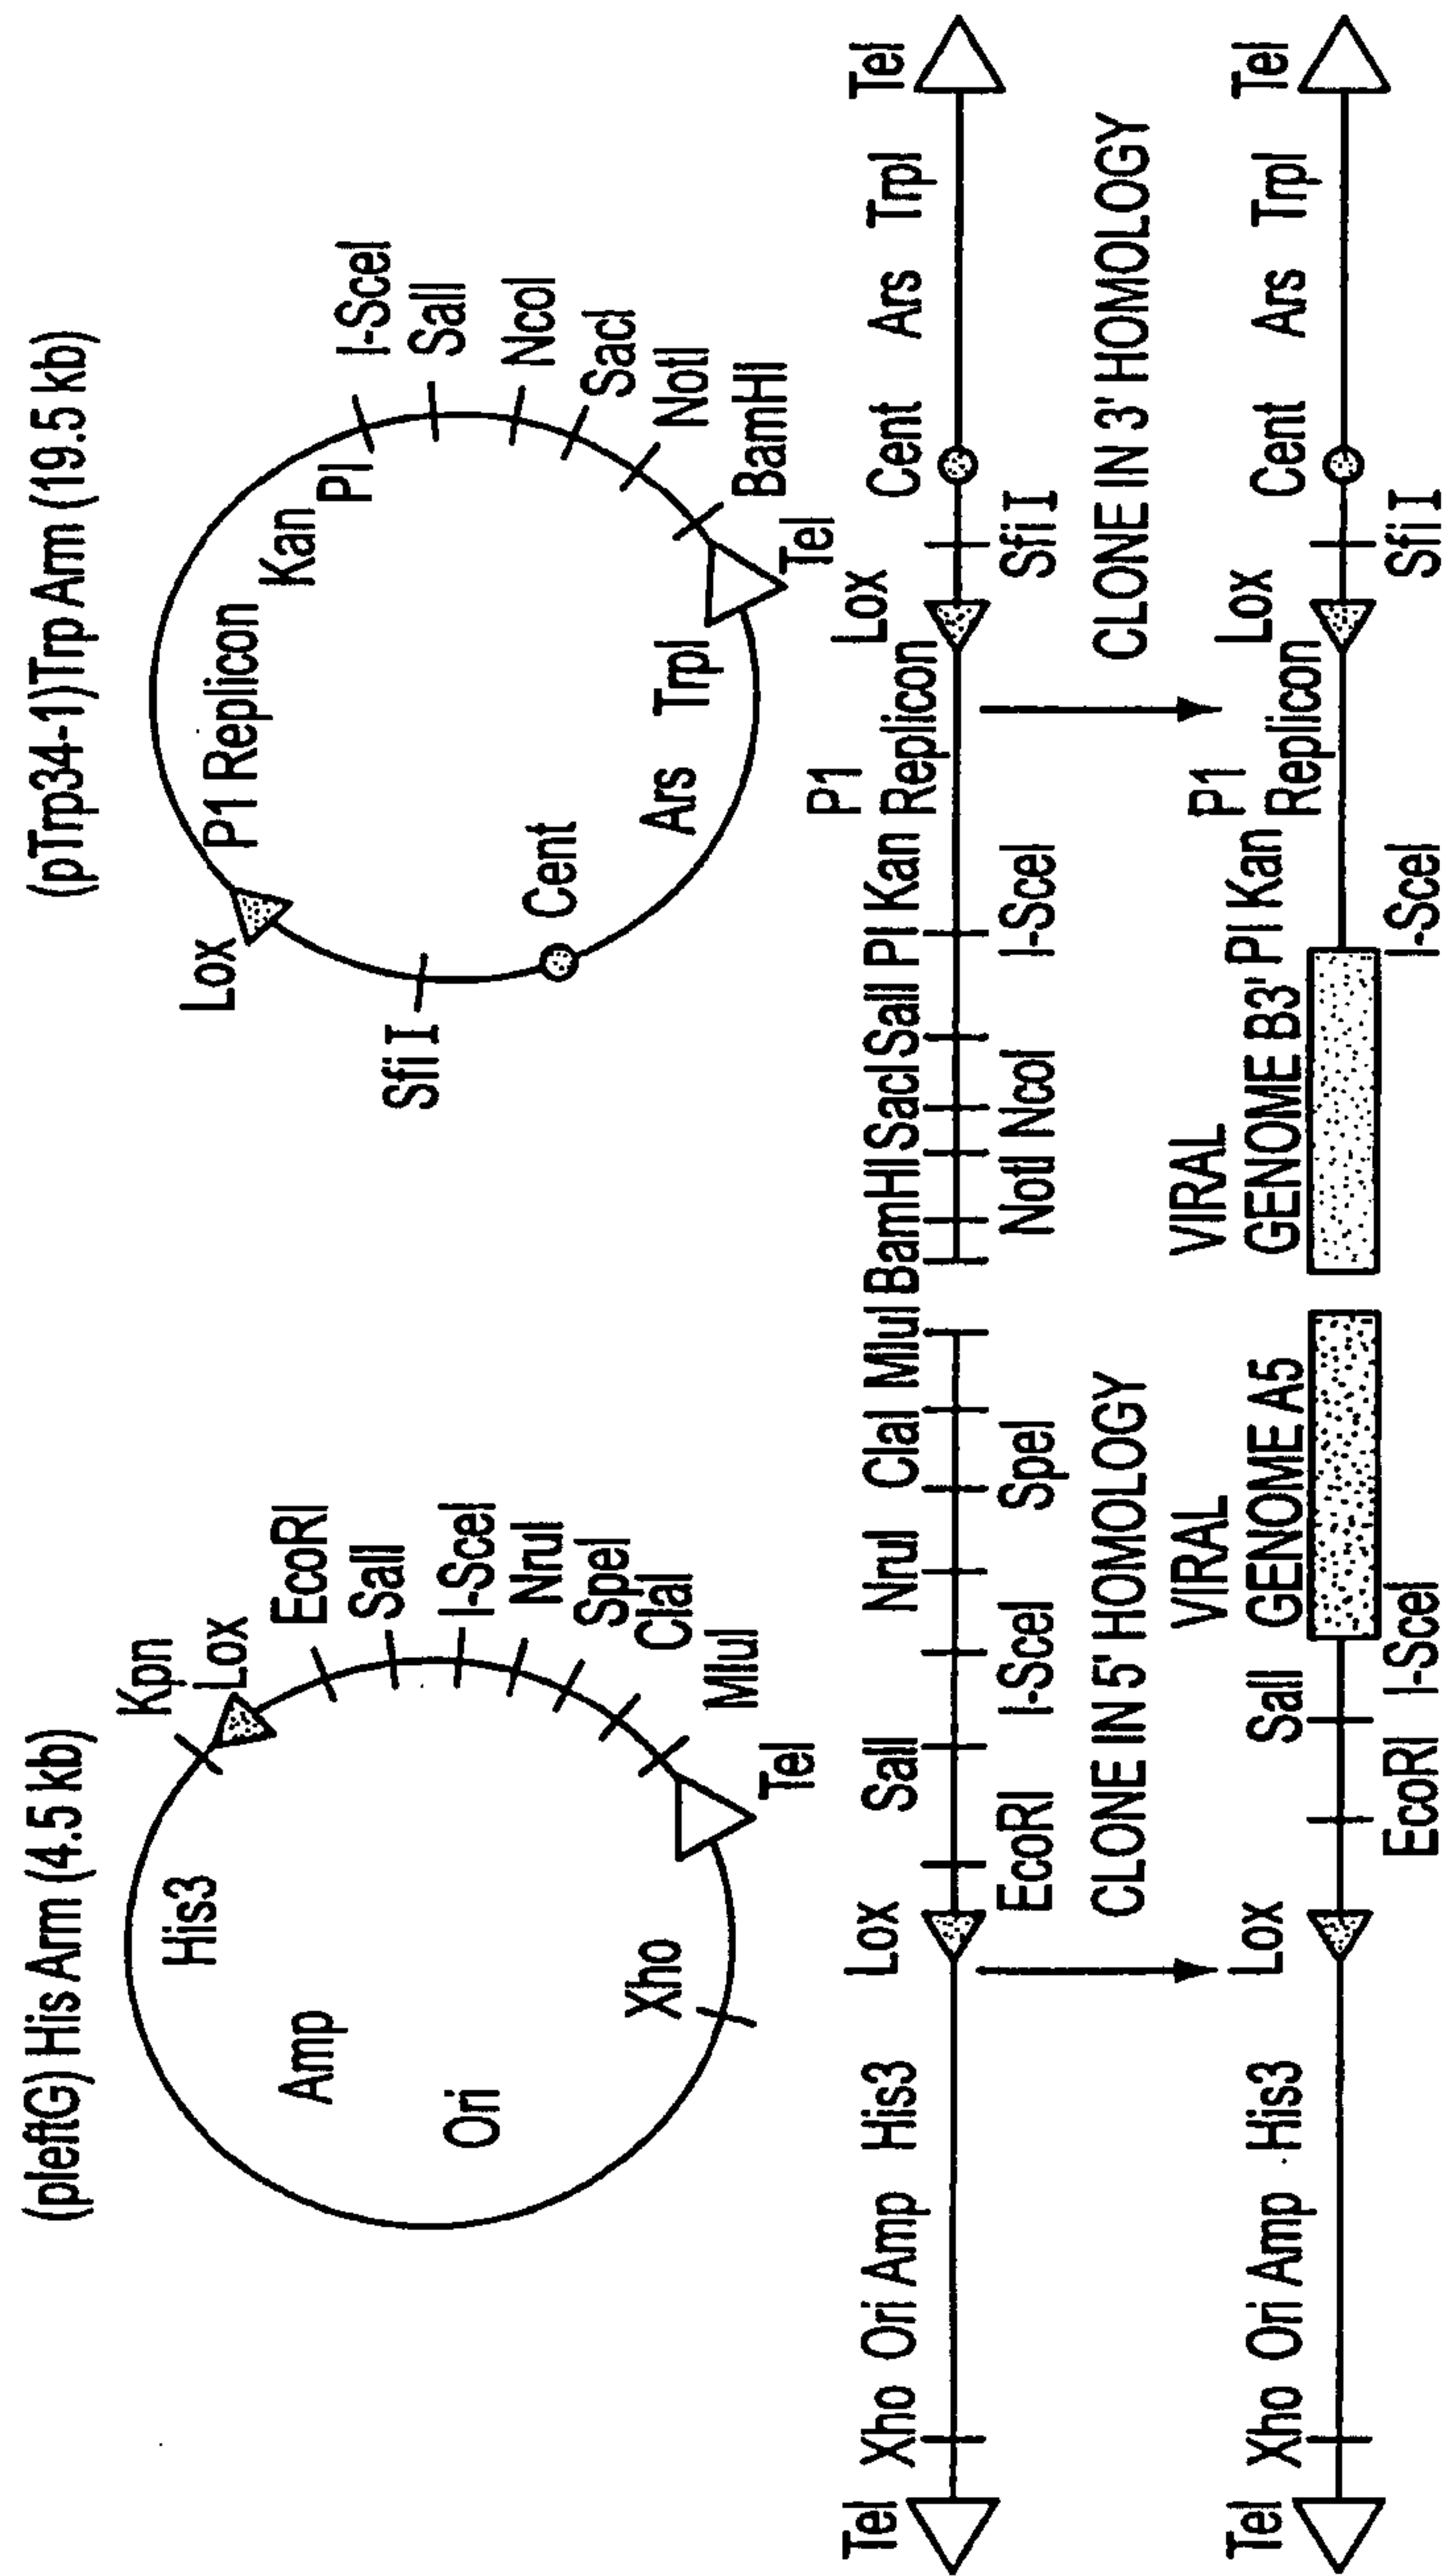 (pleftG) His Arm (4.5 kb)
Kpn
Lox
EcoRI
SalI
I-SceI
NruI
SpeI
ClaI
MluI
Tel
Xho
His3
Amp
Ori
(pTrp34-1)Trp Arm (19.5 kb)
Lox
P1 Replicon
Kan
PI
I-SceI
SalI
NcoI
SacI
NotI
BamHI
Tel
TrpI
Ars
Cent
Sfi I
Tel Xho Ori Amp His3 Lox SalI NruI ClaI MluI BamHI SacI SalI PI Kan P1 Replicon Lox Cent Ars TrpI Tel
EcoRI I-SceI SpeI NotI NcoI I-SceI Sfi I
CLONE IN 5' HOMOLOGY
CLONE IN 3' HOMOLOGY
VIRAL
GENOME A5
VIRAL
GENOME B3'
Tel Xho Ori Amp His3 Lox SalI PI Kan P1 Replicon Lox Cent Ars TrpI Tel
EcoRI I-SceI I-SceI Sfi I